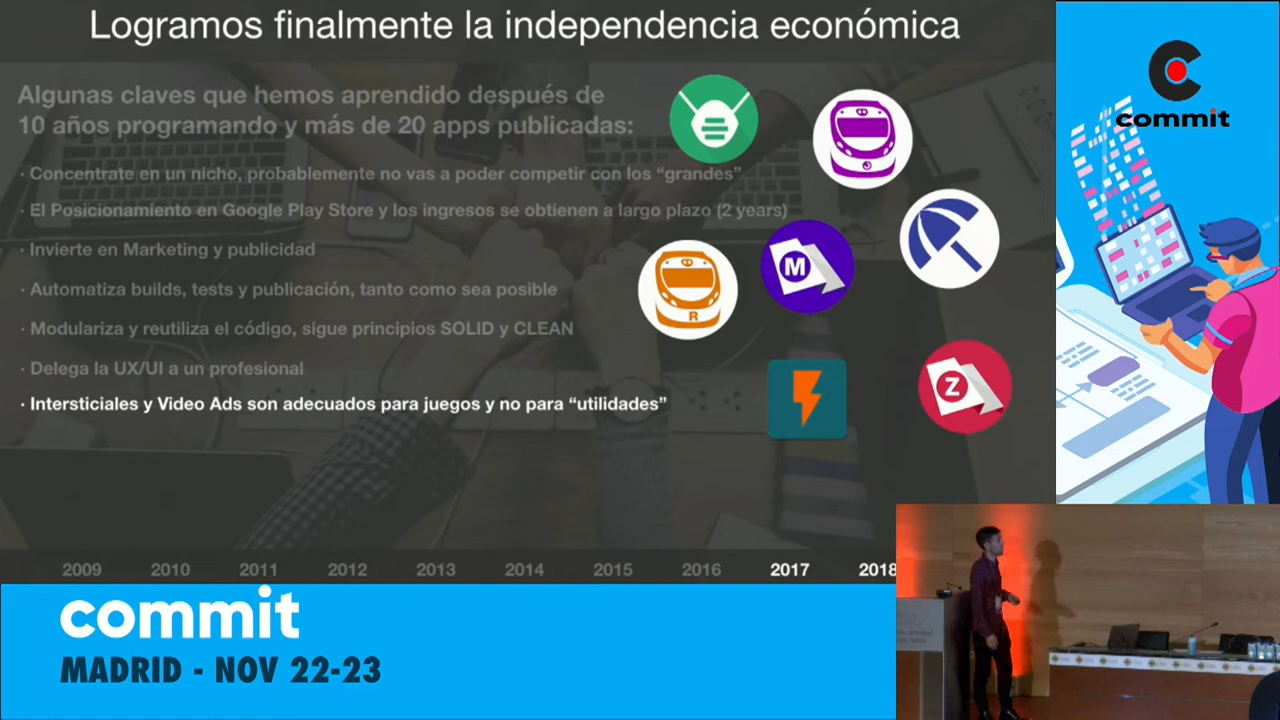 Logramos finalmente la independencia económica
Algunas claves que hemos aprendido después de
10 años programando y más de 20 apps publicadas:
· Concentrate en un nicho, probablemente no vas a poder competir con los “grandes”
· El Posicionamiento en Google Play Store y los ingresos se obtienen a largo plazo (2 years)
· Invierte en Marketing y publicidad
· Automatiza builds, tests y publicación, tanto como sea posible
· Modulariza y reutiliza el código, sigue principios SOLID y CLEAN
· Delega la UX/UI a un profesional
· Intersticiales y Video Ads son adecuados para juegos y no para “utilidades”
R
M
Z
2009 2010 2011 2012 2013 2014 2015 2016 2017 2018
commit
commit
MADRID - NOV 22-23